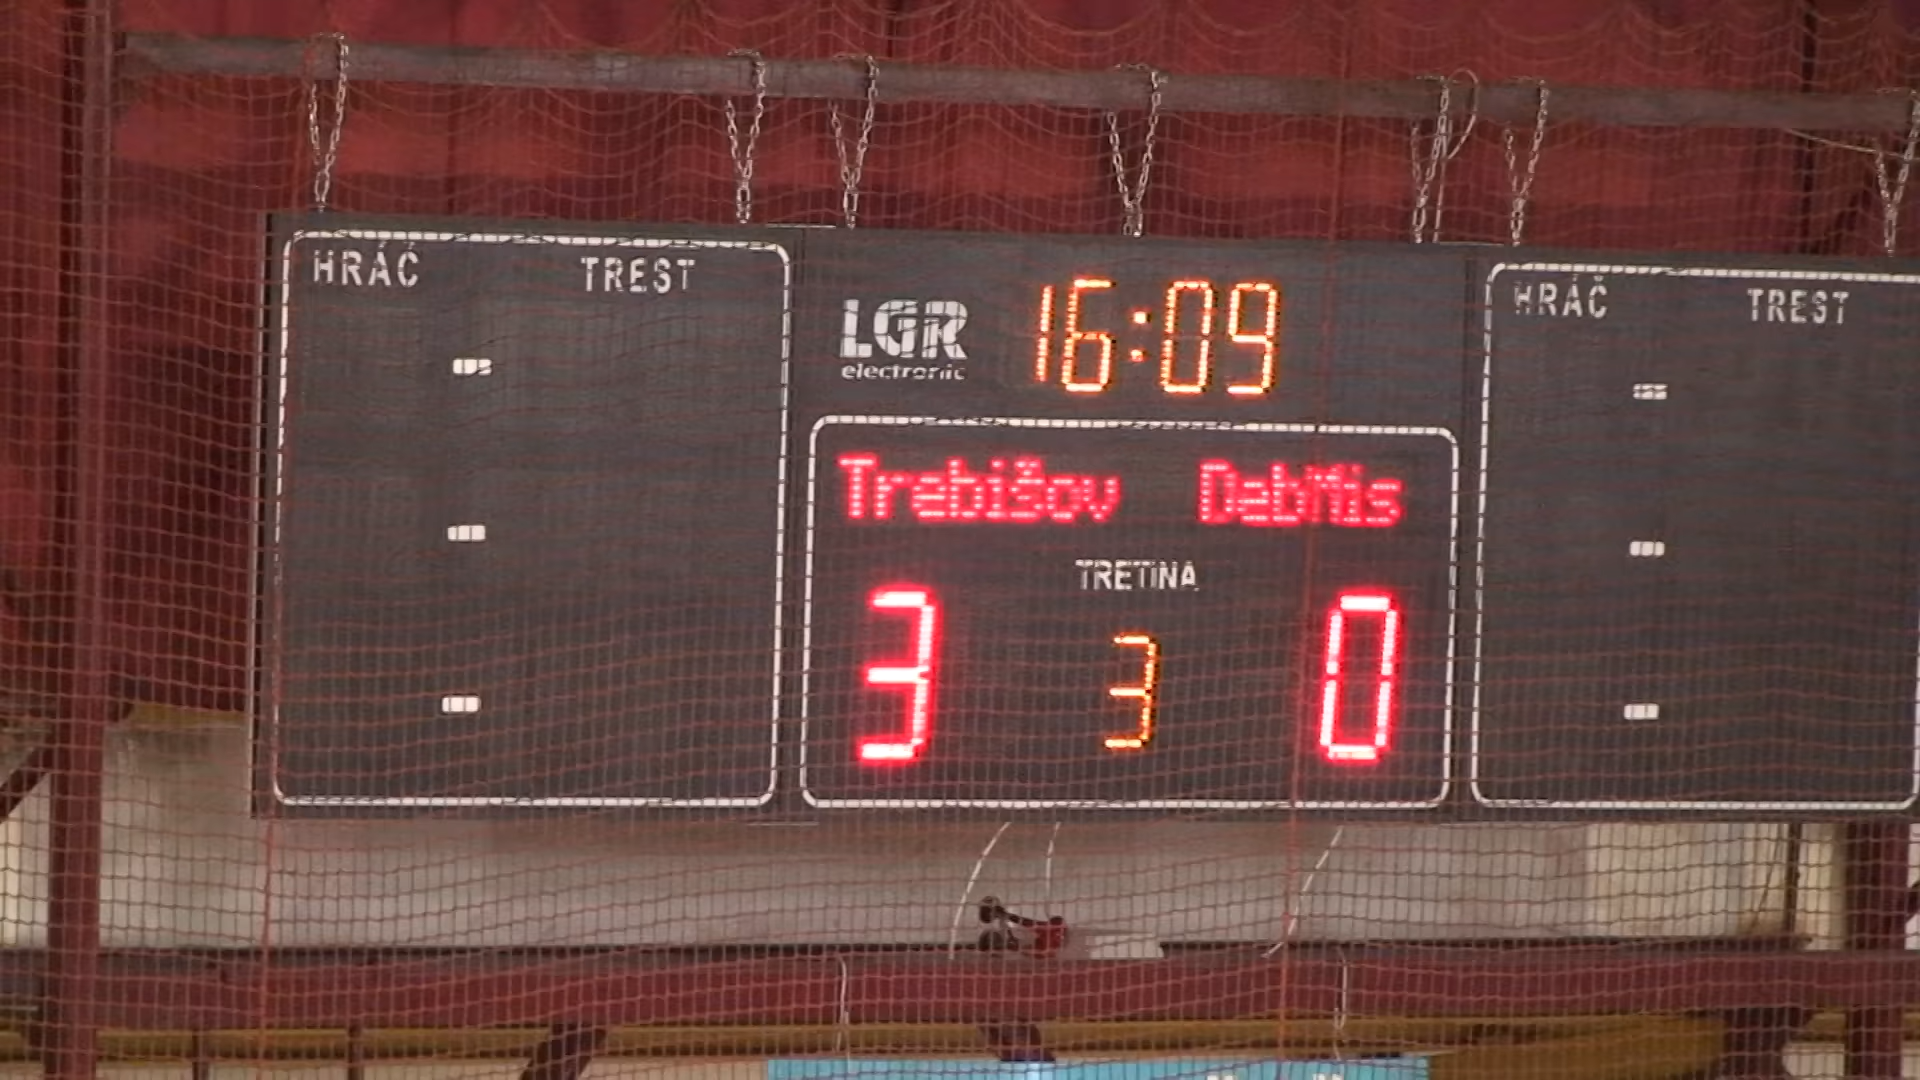 HRÁČ TREST
LGR
electronic
16:09
HRÁČ TREST
Trebišov
TRETINA
3 3 0